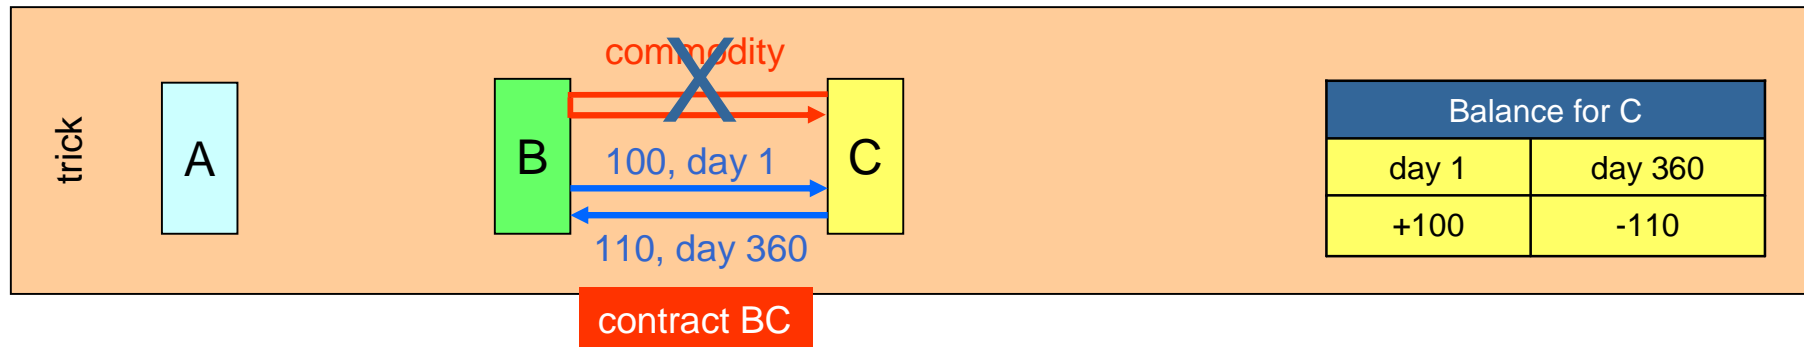 trick
A
commodity
X
B
C
100, day 1
110, day 360
contract BC
Balance for C
day 1 day 360
+100 -110